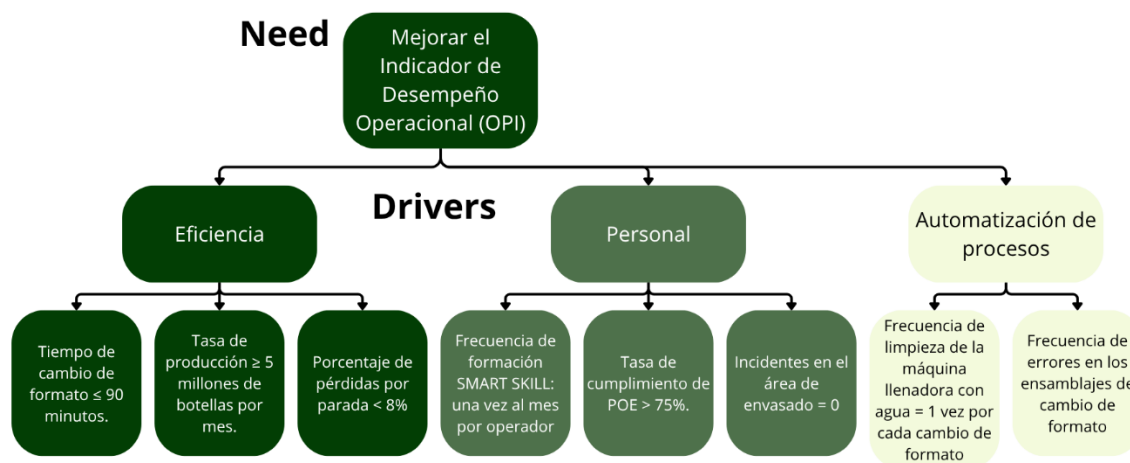 Need
Mejorar el
Indicador de
Desempeño
Operacional (OPI)
Drivers
Eficiencia
Personal
Automatización de
procesos
Tiempo de
cambio de
formato ≤ 90
minutos.
Tasa de
producción ≥ 5
millones de
botellas por
mes.
Porcentaje de
pérdidas por
parada < 8%
Frecuencia de
formación
SMART SKILL:
una vez al mes
por operador
Tasa de
cumplimiento de
POE > 75%.
Incidentes en el
área de
envasado = 0
Frecuencia de
limpieza de la
máquina
llenadora con
agua = 1 vez por
cada cambio de
formato
Frecuencia de
errores en los
ensamblajes de
cambio de
formato